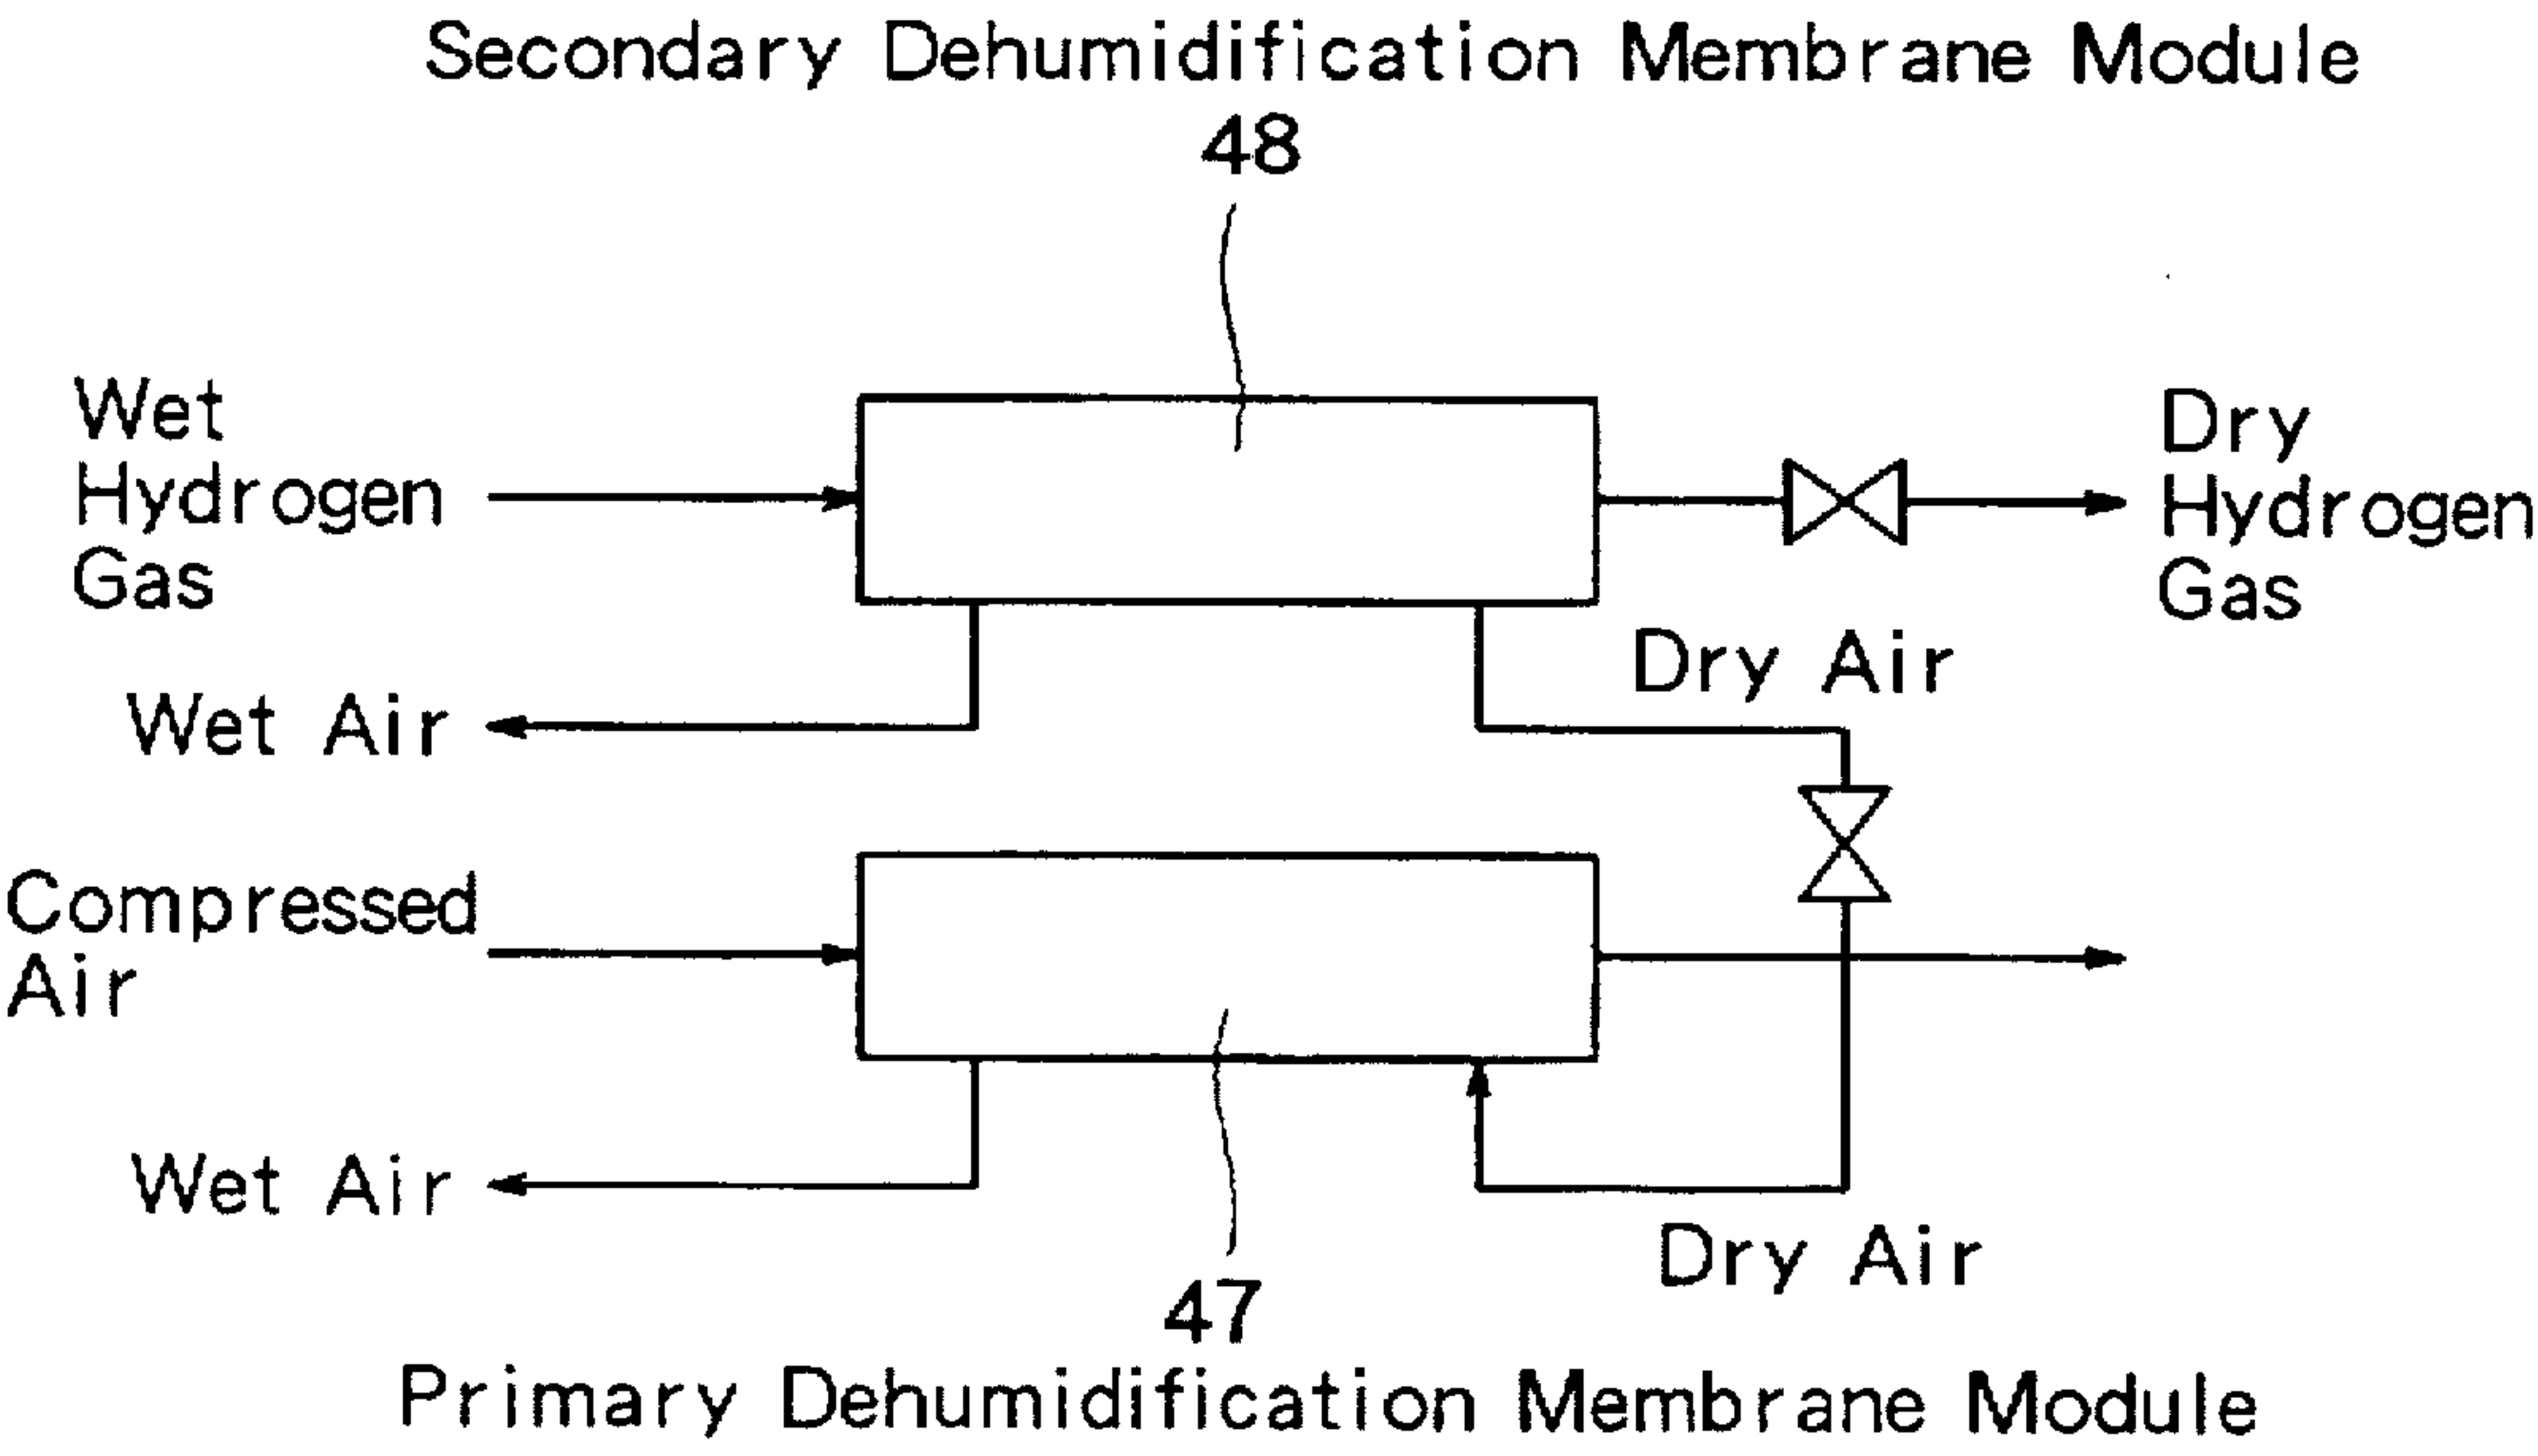 Secondary Dehumidification Membrane Module
48
Wet
Hydrogen
Gas
Dry
Hydrogen
Gas
Dry Air
Wet Air
Compressed
Air
Wet Air
Dry Air
47
Primary Dehumidification Membrane Module